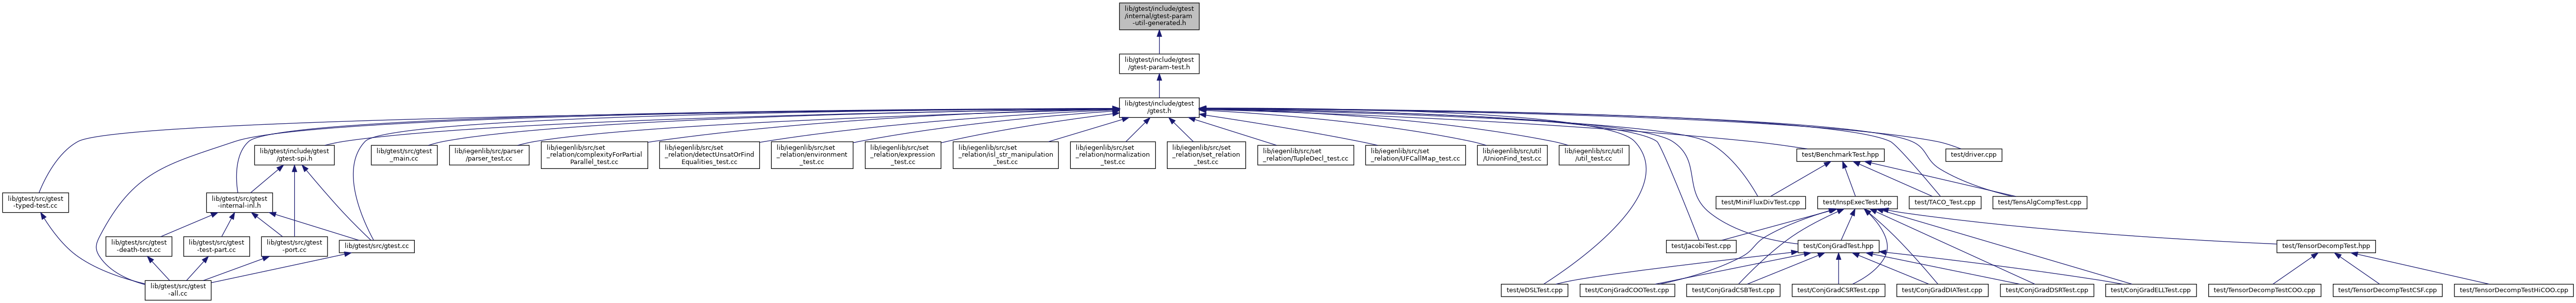 lib/gtest/include/gtest
/internal/gtest-param
-util-generated.h
lib/gtest/include/gtest
/gtest-param-test.h
lib/gtest/include/gtest
/gtest.h
lib/gtest/include/gtest
/gtest-spi.h
lib/gtest/src/gtest
_main.cc
lib/iegenlib/src/parser
/parser_test.cc
lib/iegenlib/src/set
_relation/complexityForPartial
Parallel_test.cc
lib/iegenlib/src/set
_relation/detectUnsatOrFind
Equalities_test.cc
lib/iegenlib/src/set
_relation/environment
_test.cc
lib/iegenlib/src/set
_relation/expression
_test.cc
lib/iegenlib/src/set
_relation/isl_str_manipulation
_test.cc
lib/iegenlib/src/set
_relation/normalization
_test.cc
lib/iegenlib/src/set
_relation/set_relation
_test.cc
lib/iegenlib/src/set
_relation/TupleDecl_test.cc
lib/iegenlib/src/set
_relation/UFCallMap_test.cc
lib/iegenlib/src/util
/UnionFind_test.cc
lib/iegenlib/src/util
/util_test.cc
test/BenchmarkTest.hpp
test/driver.cpp
lib/gtest/src/gtest
-typed-test.cc
lib/gtest/src/gtest
-internal-inl.h
test/MiniFluxDivTest.cpp
test/InspExecTest.hpp
test/TACO_Test.cpp
test/TensAlgCompTest.cpp
lib/gtest/src/gtest
-death-test.cc
lib/gtest/src/gtest
-test-part.cc
lib/gtest/src/gtest
-port.cc
lib/gtest/src/gtest.cc
test/JacobiTest.cpp
test/ConjGradTest.hpp
test/TensorDecompTest.hpp
lib/gtest/src/gtest
-all.cc
test/eDSLTest.cpp
test/ConjGradCOOTest.cpp
test/ConjGradCSBTest.cpp
test/ConjGradCSRTest.cpp
test/ConjGradDIATest.cpp
test/ConjGradDSRTest.cpp
test/ConjGradELLTest.cpp
test/TensorDecompTestCOO.cpp
test/TensorDecompTestCSF.cpp
test/TensorDecompTestHiCOO.cpp